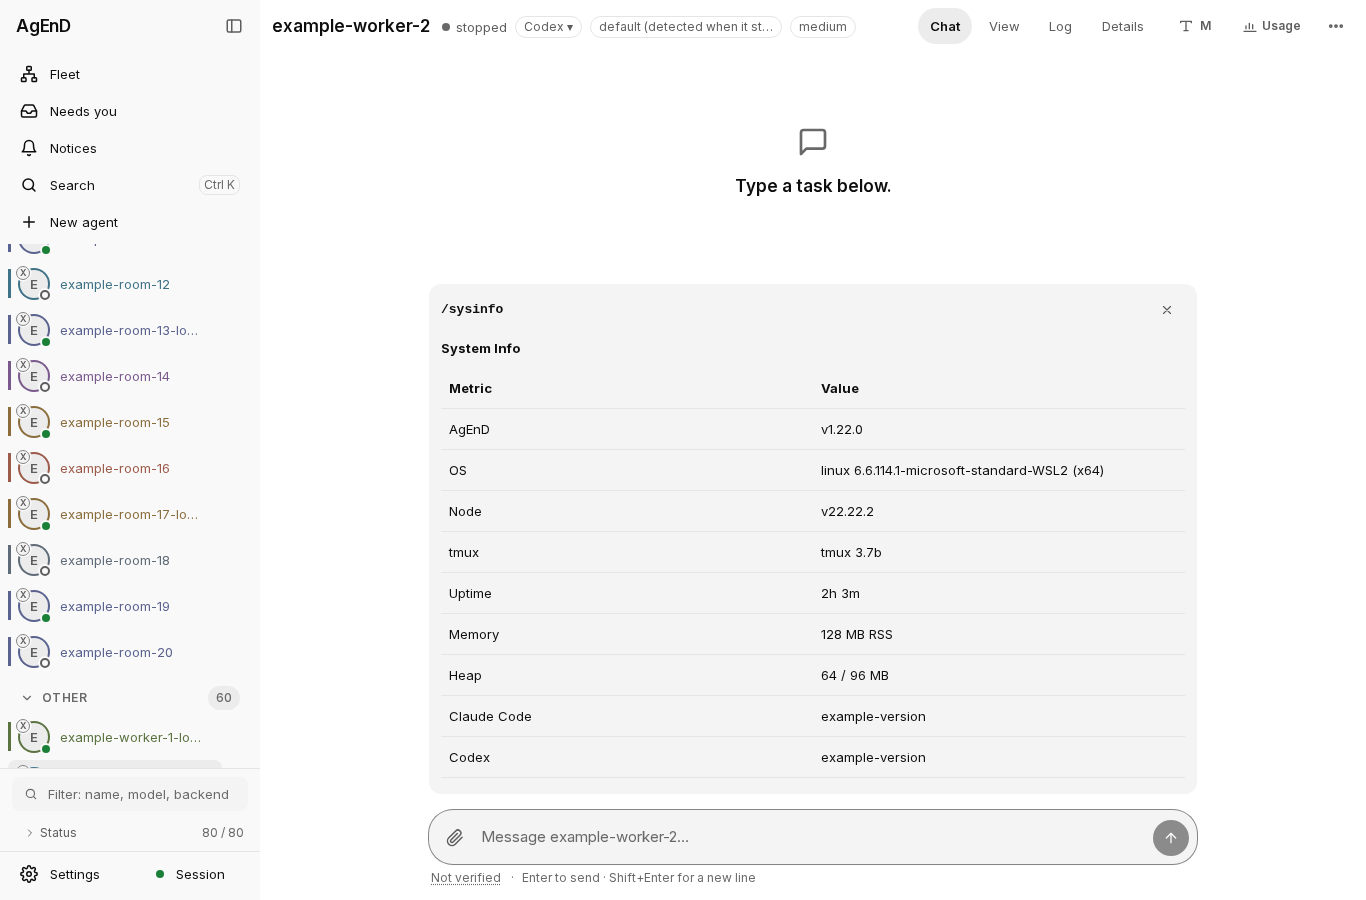 AgEnD
Fleet
Needs you
Notices
Search Ctrl K
New agent
X E example-room-12
X E example-room-13-lo…
X E example-room-14
X E example-room-15
X E example-room-16
X E example-room-17-lo…
X E example-room-18
X E example-room-19
X E example-room-20
OTHER 60
X E example-worker-1-lo…
Filter: name, model, backend
Status 80 / 80
Settings Session
example-worker-2 stopped Codex ▾ default (detected when it st… medium Chat View Log Details M Usage •••
Type a task below.
/sysinfo ×
System Info
Metric Value
AgEnD v1.22.0
OS linux 6.6.114.1-microsoft-standard-WSL2 (x64)
Node v22.22.2
tmux tmux 3.7b
Uptime 2h 3m
Memory 128 MB RSS
Heap 64 / 96 MB
Claude Code example-version
Codex example-version
Message example-worker-2...
Not verified · Enter to send · Shift+Enter for a new line